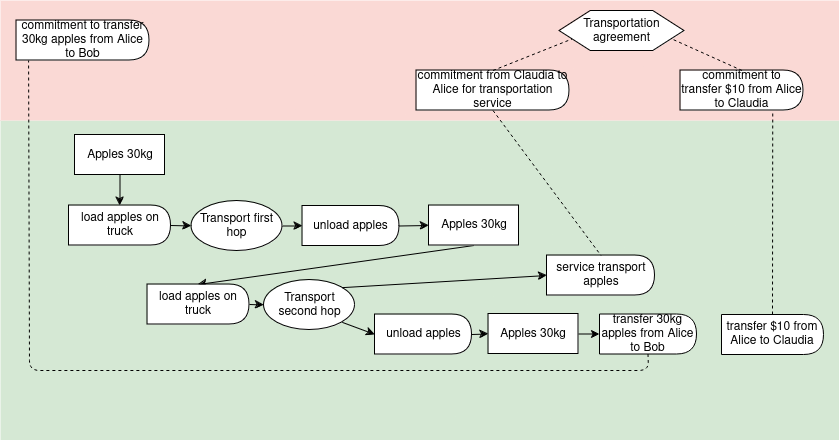 commitment to transfer
30kg apples from Alice
to Bob
Transportation
agreement
commitment from Claudia to
Alice for transportation
service
commitment to
transfer $10 from Alice
to Claudia
Apples 30kg
load apples on
truck
Transport first
hop
unload apples
Apples 30kg
service transport
apples
load apples on
truck
Transport
second hop
unload apples
Apples 30kg
transfer 30kg
apples from Alice
to Bob
transfer $10 from
Alice to Claudia